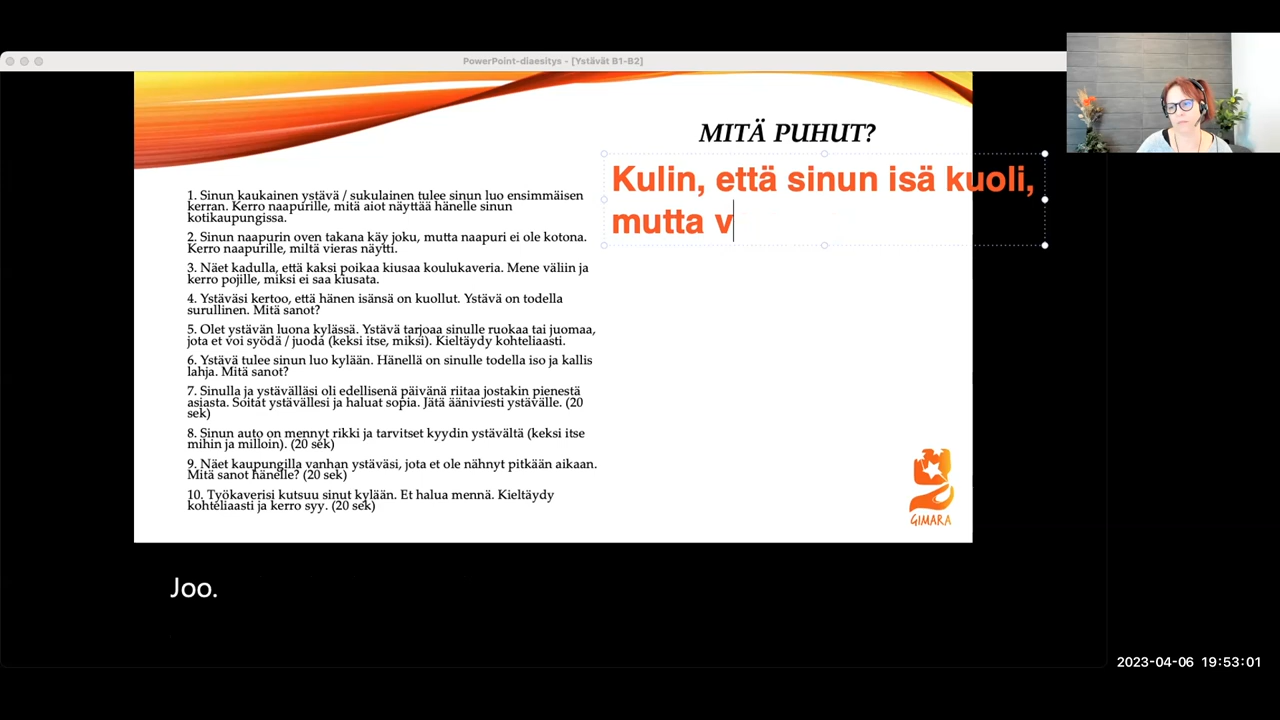 PowerPoint-diaesitys - [Ystävät B1-B2]
MITÄ PUHUT?
Kulin, että sinun isä kuoli,
mutta v
1. Sinun kaukainen ystävä / sukulainen tulee sinun luo ensimmäisen
kerran. Kerro naapurille, mitä aiot näyttää hänelle sinun
kotikaupungissa.
2. Sinun naapurin oven takana käy joku, mutta naapuri ei ole kotona.
Kerro naapurille, miltä vieras näytti.
3. Näet kadulla, että kaksi poikaa kiusaa koulukaveria. Mene väliin ja
kerro pojille, miksi ei saa kiusata.
4. Ystäväsi kertoo, että hänen isänsä on kuollut. Ystävä on todella
surullinen. Mitä sanot?
5. Olet ystävän luona kylässä. Ystävä tarjoaa sinulle ruokaa tai juomaa,
jota et voi syödä / juoda (keksi itse, miksi). Kieltäydy kohteliaasti.
6. Ystävä tulee sinun luo kylään. Hänellä on sinulle todella iso ja kallis
lahja. Mitä sanot?
7. Sinulla ja ystävälläsi oli edellisenä päivänä riitaa jostakin pienestä
asiasta. Soitat ystävällesi ja haluat sopia. Jätä ääniviesti ystävälle. (20
sek)
8. Sinun auto on mennyt rikki ja tarvitset kyydin ystävältä (keksi itse
mihin ja milloin). (20 sek)
9. Näet kaupungilla vanhan ystäväsi, jota et ole nähnyt pitkään aikaan.
Mitä sanot hänelle? (20 sek)
10. Työkaverisi kutsuu sinut kylään. Et halua mennä. Kieltäydy
kohteliaasti ja kerro syy. (20 sek)
GIMARA
Joo.
2023-04-06 19:53:01